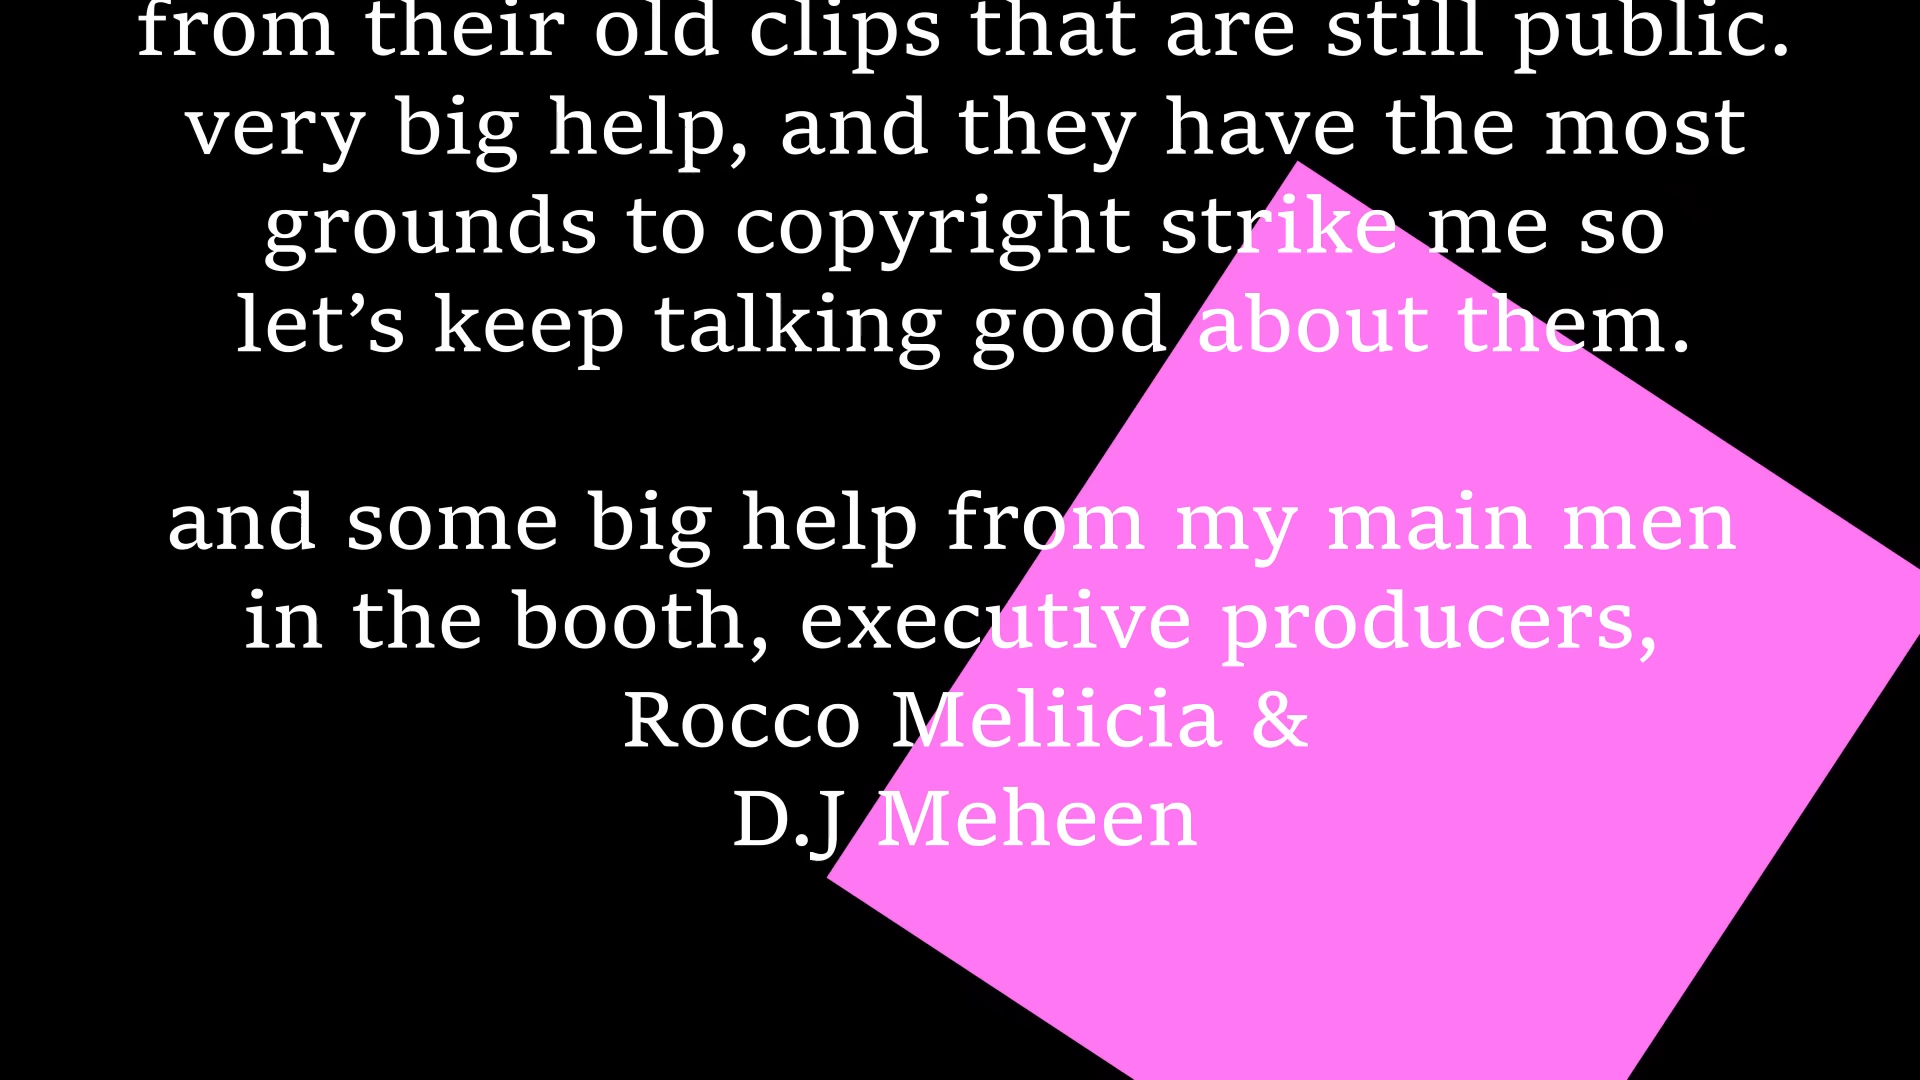 from their old clips that are still public.
very big help, and they have the most
grounds to copyright strike me so
let’s keep talking good about them.
and some big help from my main men
in the booth, executive producers,
Rocco Meliicia &
D.J Meheen